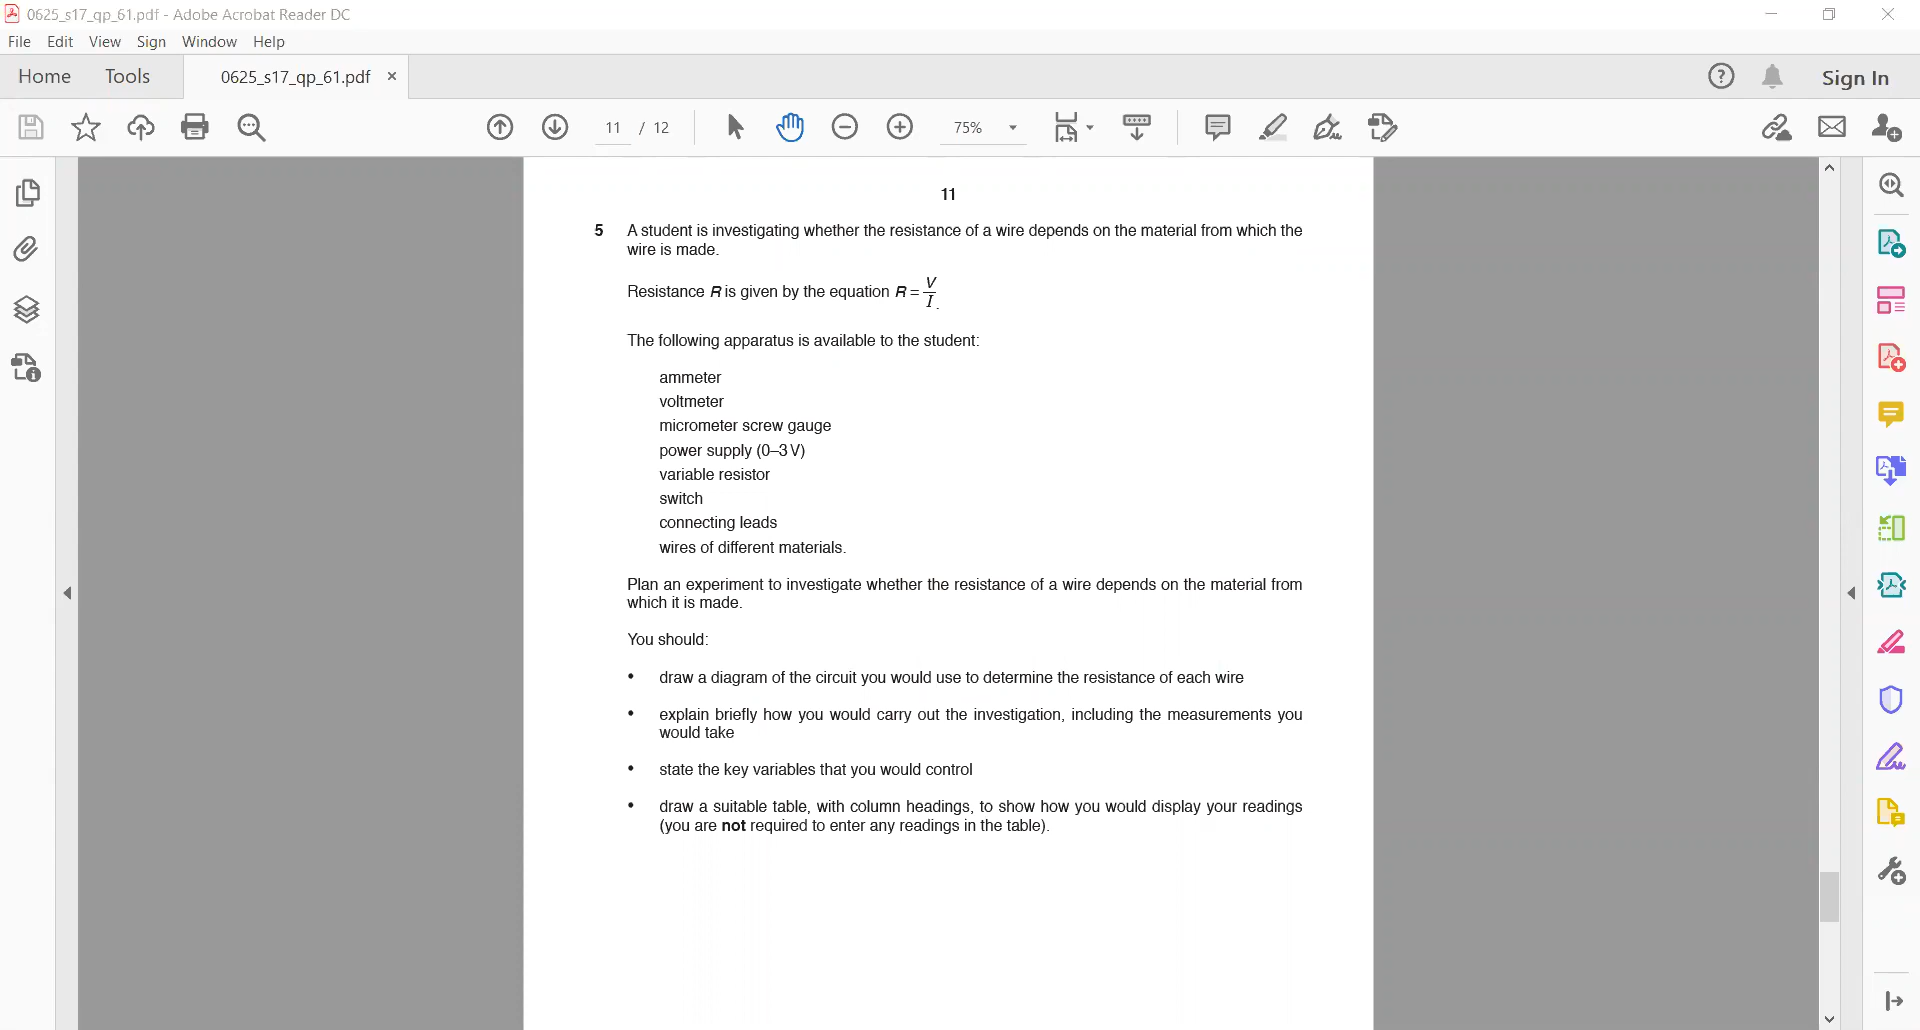 0625_s17_qp_61.pdf - Adobe Acrobat Reader DC
File Edit View Sign Window Help
Home Tools 0625_s17_qp_61.pdf × Sign In
11 / 12 75%
11
5 A student is investigating whether the resistance of a wire depends on the material from which the
wire is made.
Resistance R is given by the equation R = V/I.
The following apparatus is available to the student:
ammeter
voltmeter
micrometer screw gauge
power supply (0–3 V)
variable resistor
switch
connecting leads
wires of different materials.
Plan an experiment to investigate whether the resistance of a wire depends on the material from
which it is made.
You should:
• draw a diagram of the circuit you would use to determine the resistance of each wire
• explain briefly how you would carry out the investigation, including the measurements you
would take
• state the key variables that you would control
• draw a suitable table, with column headings, to show how you would display your readings
(you are not required to enter any readings in the table).